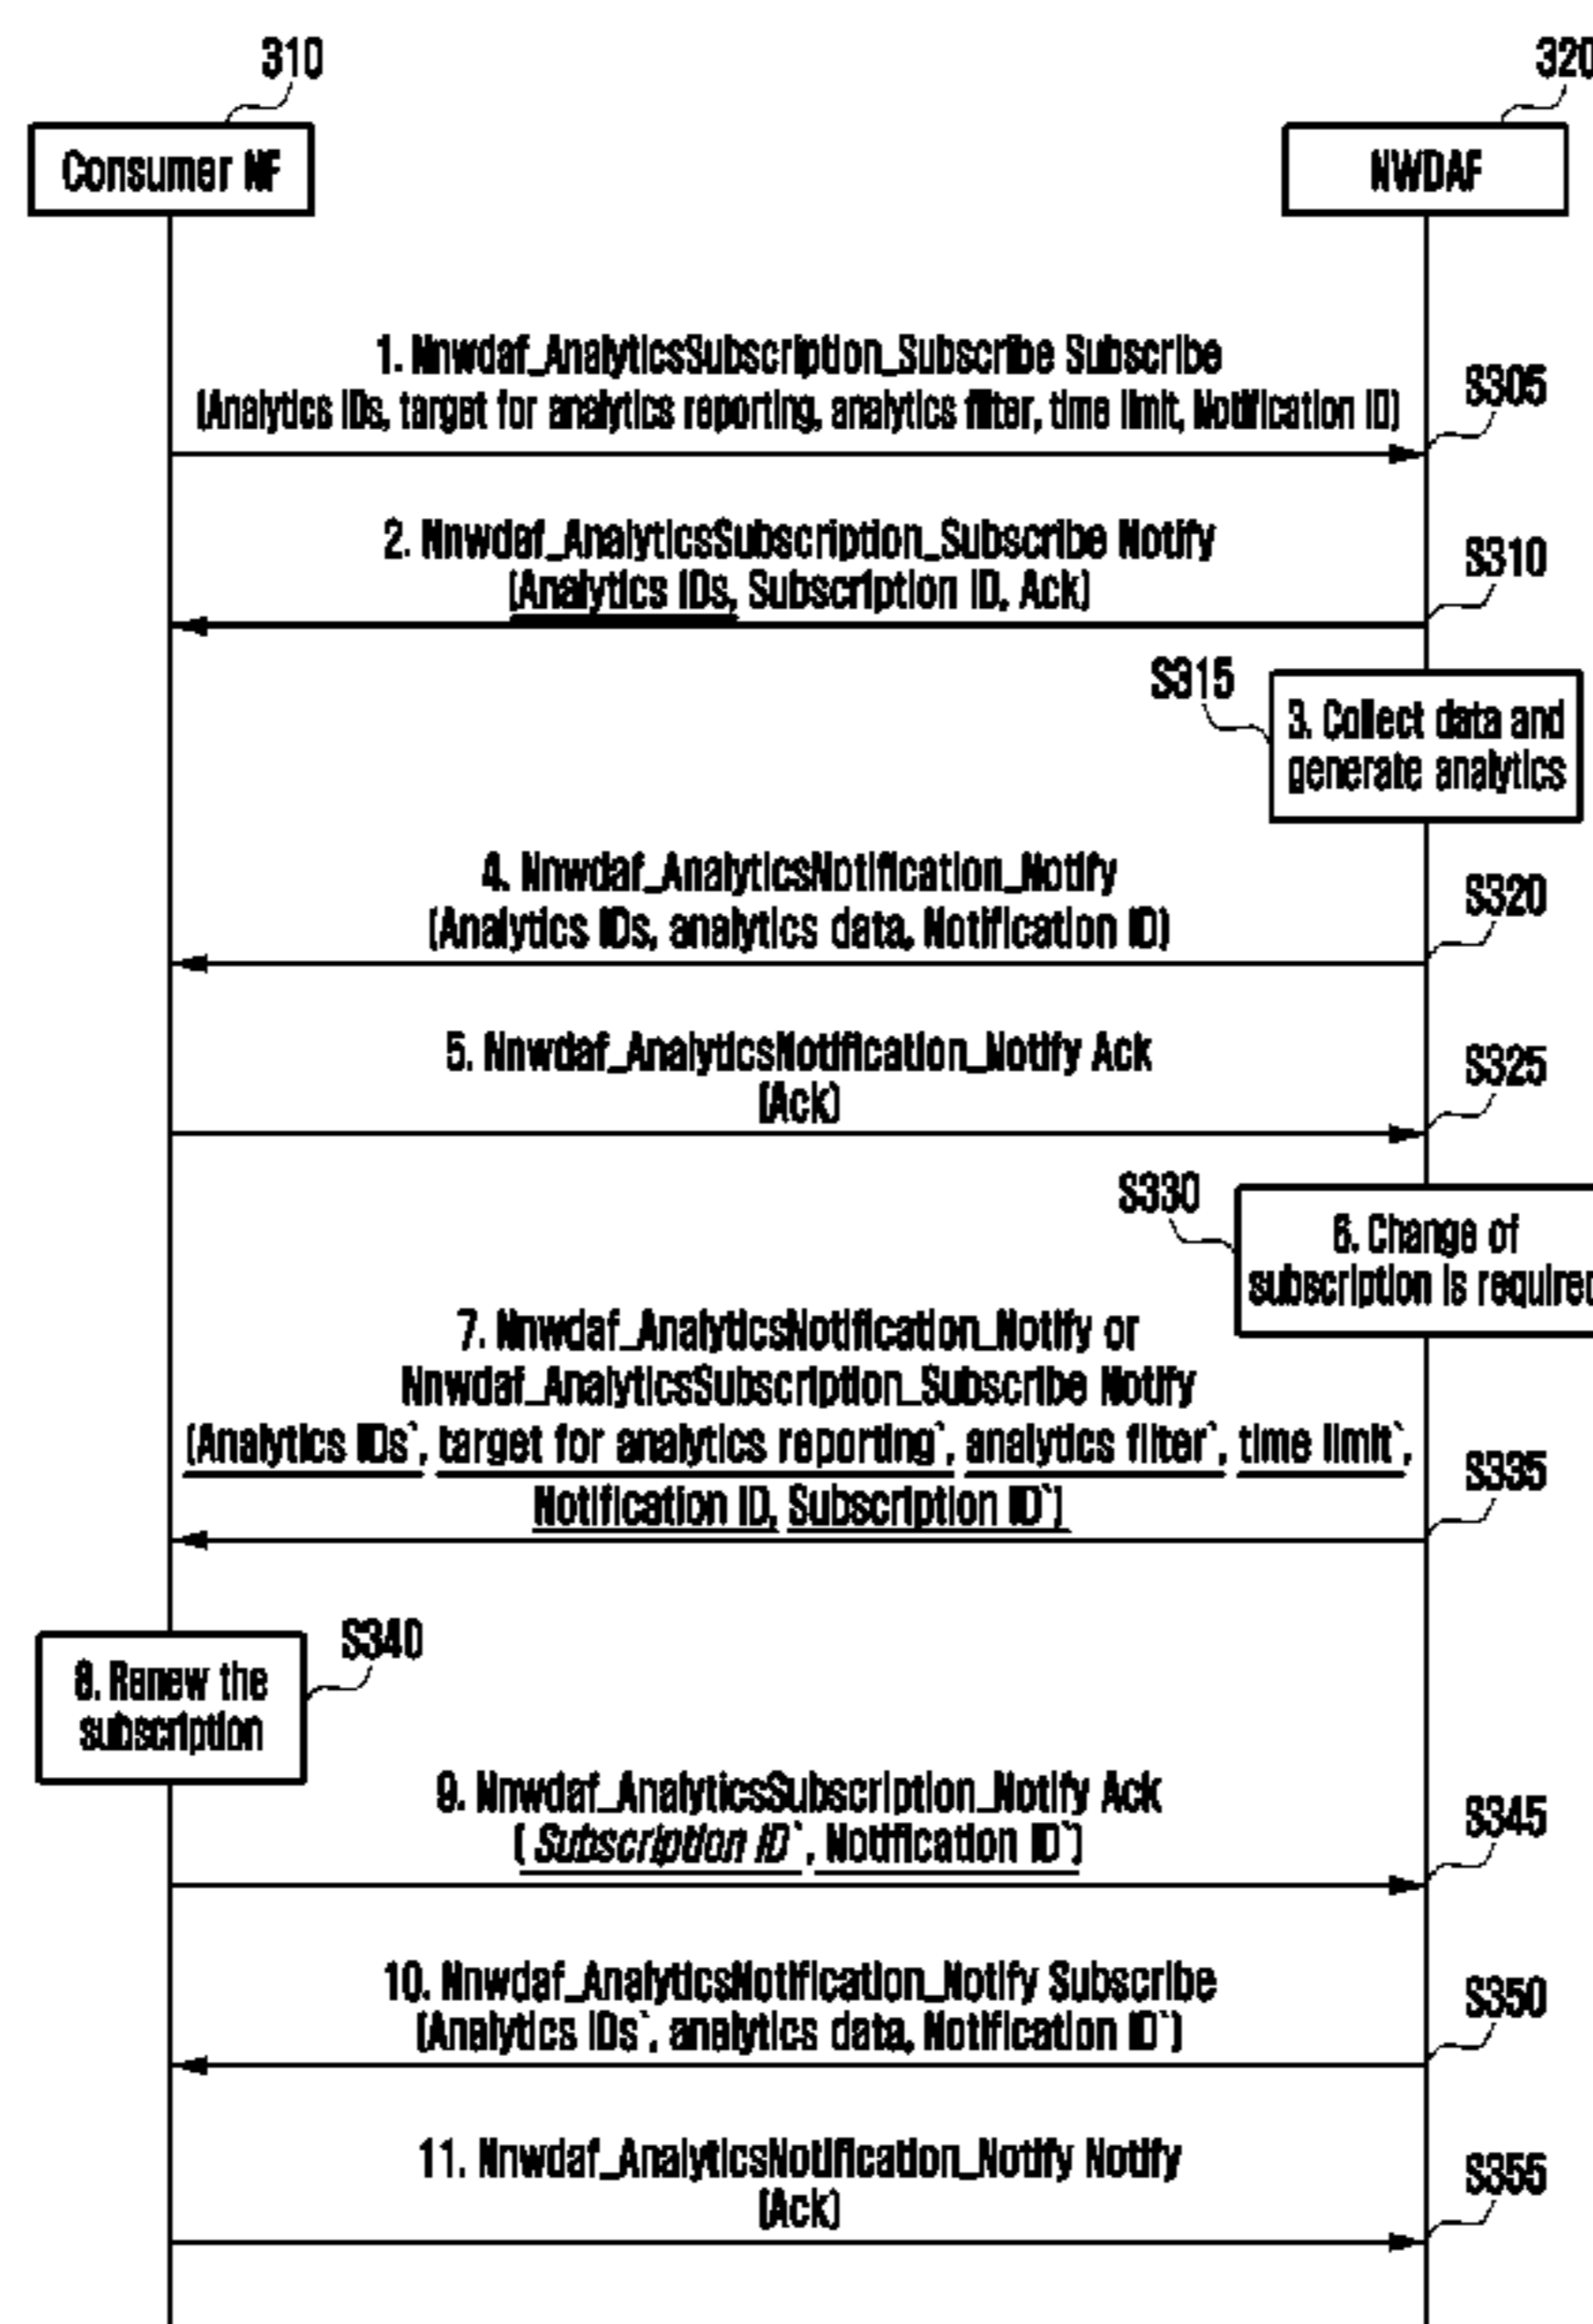 310
320
Consumer NF
NWDAF
1. Nnwdaf_AnalyticsSubscription_Subscribe Subscribe
(Analytics IDs, target for analytics reporting, analytics filter, time limit, Notification ID)
S305
2. Nnwdaf_AnalyticsSubscription_Subscribe Notify
(Analytics IDs, Subscription ID, Ack)
S310
S315
3. Collect data and
generate analytics
4. Nnwdaf_AnalyticsNotification_Notify
(Analytics IDs, analytics data, Notification ID)
S320
5. Nnwdaf_AnalyticsNotification_Notify Ack
(Ack)
S325
S330
6. Change of
subscription is required
7. Nnwdaf_AnalyticsNotification_Notify or
Nnwdaf_AnalyticsSubscription_Subscribe Notify
(Analytics IDs`, target for analytics reporting`, analytics filter`, time limit`,
Notification ID, Subscription ID`)
S335
8. Renew the
subscription
S340
9. Nnwdaf_AnalyticsSubscription_Notify Ack
(Subscription ID`, Notification ID`)
S345
10. Nnwdaf_AnalyticsNotification_Notify Subscribe
(Analytics IDs`, analytics data, Notification ID`)
S350
11. Nnwdaf_AnalyticsNotification_Notify Notify
(Ack)
S355